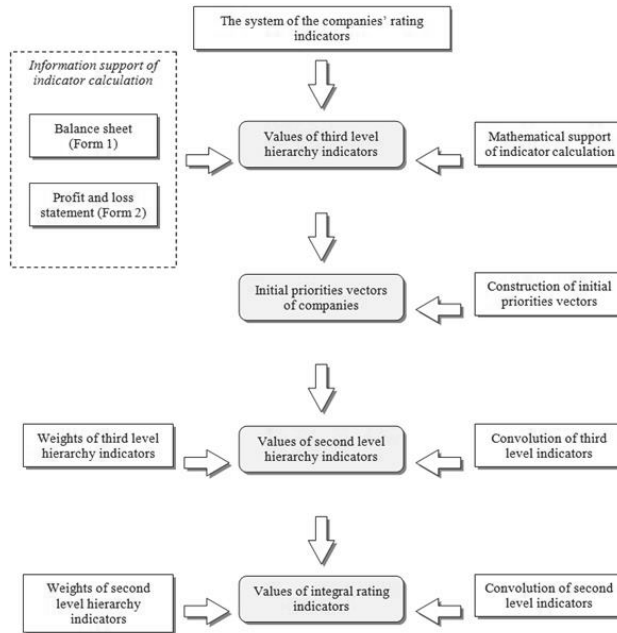 The system of the companies' rating
indicators
Information support of
indicator calculation
Balance sheet
(Form 1)
Values of third level
hierarchy indicators
Mathematical support
of indicator calculation
Profit and loss
statement (Form 2)
Initial priorities vectors
of companies
Construction of initial
priorities vectors
Weights of third level
hierarchy indicators
Values of second level
hierarchy indicators
Convolution of third
level indicators
Weights of second
level hierarchy
indicators
Values of integral rating
indicators
Convolution of second
level indicators